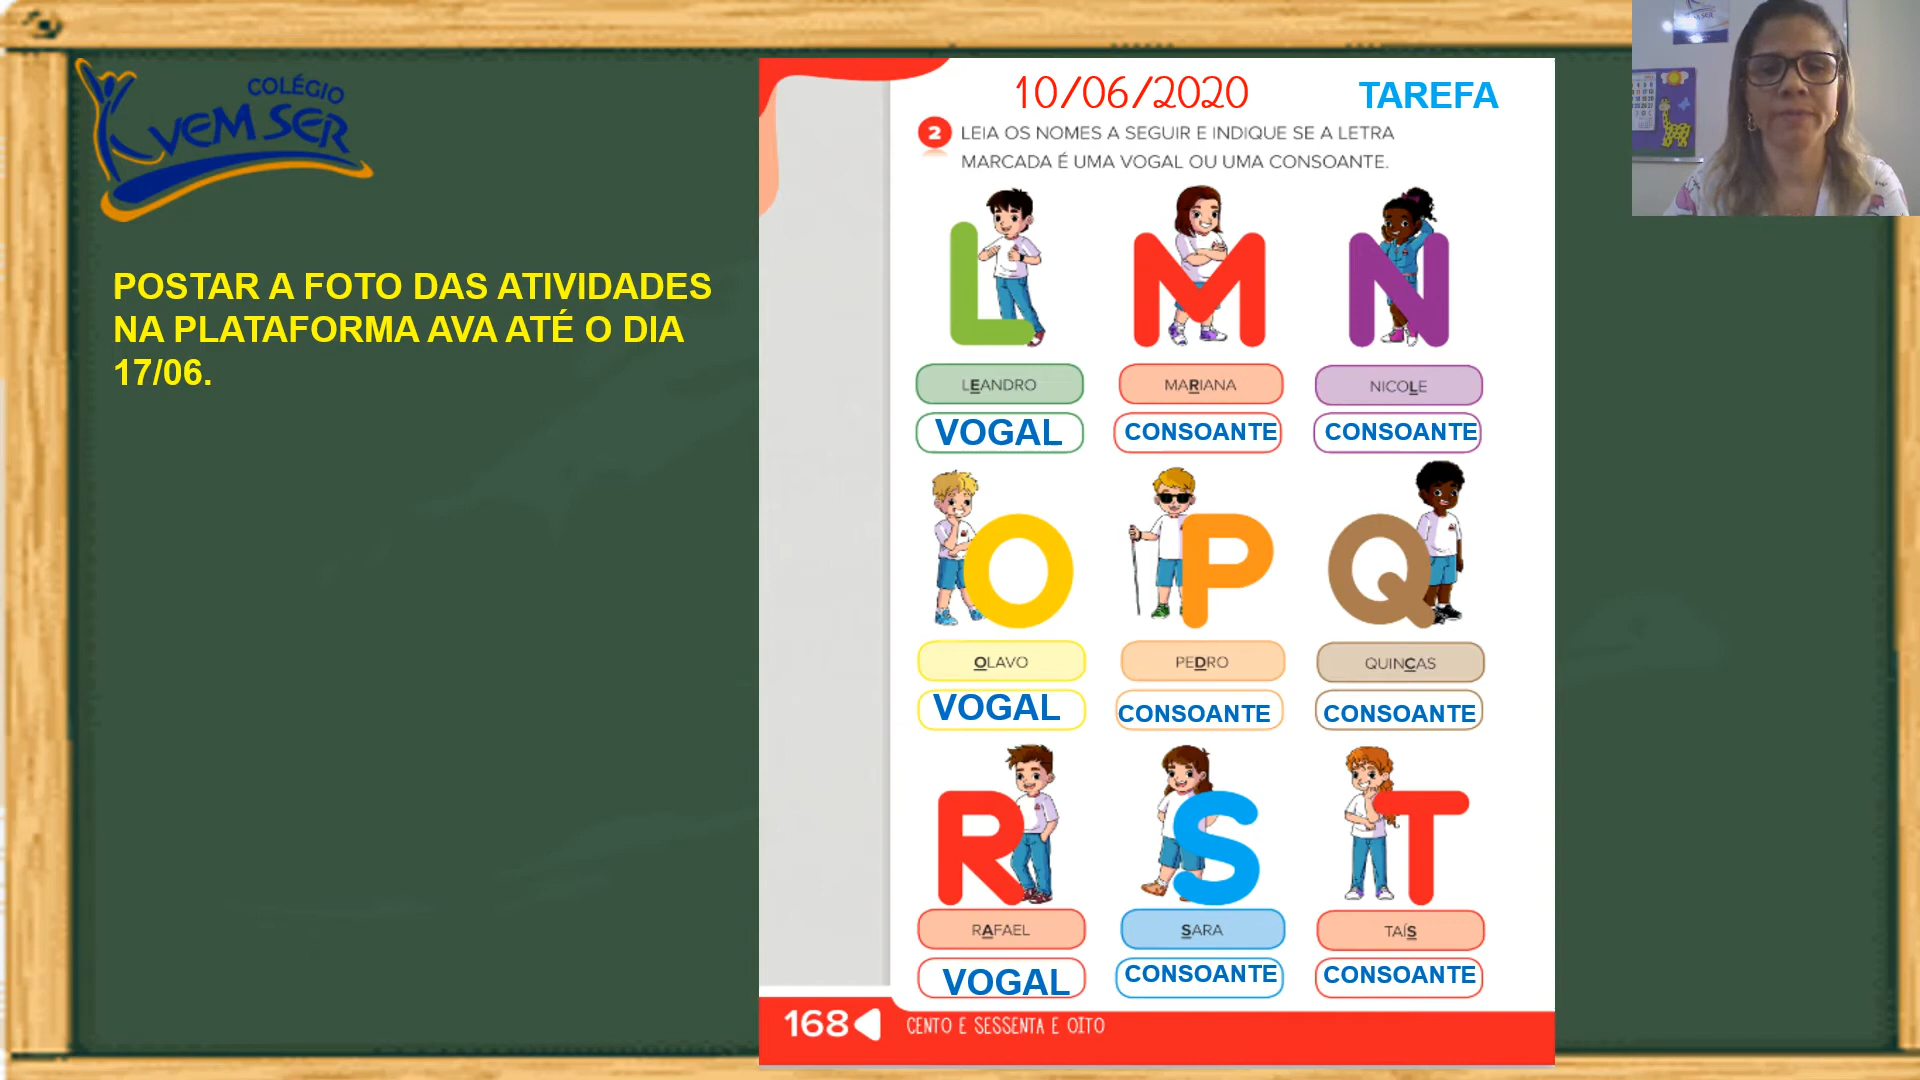 COLÉGIO
VEM SER
POSTAR A FOTO DAS ATIVIDADES
NA PLATAFORMA AVA ATÉ O DIA
17/06.
10/06/2020
TAREFA
2 LEIA OS NOMES A SEGUIR E INDIQUE SE A LETRA
MARCADA É UMA VOGAL OU UMA CONSOANTE.
L M N
LEANDRO MARIANA NICOLE
VOGAL CONSOANTE CONSOANTE
O P Q
OLAVO PEDRO QUINCAS
VOGAL CONSOANTE CONSOANTE
R S T
RAFAEL SARA TAÍS
VOGAL CONSOANTE CONSOANTE
168 CENTO E SESSENTA E OITO